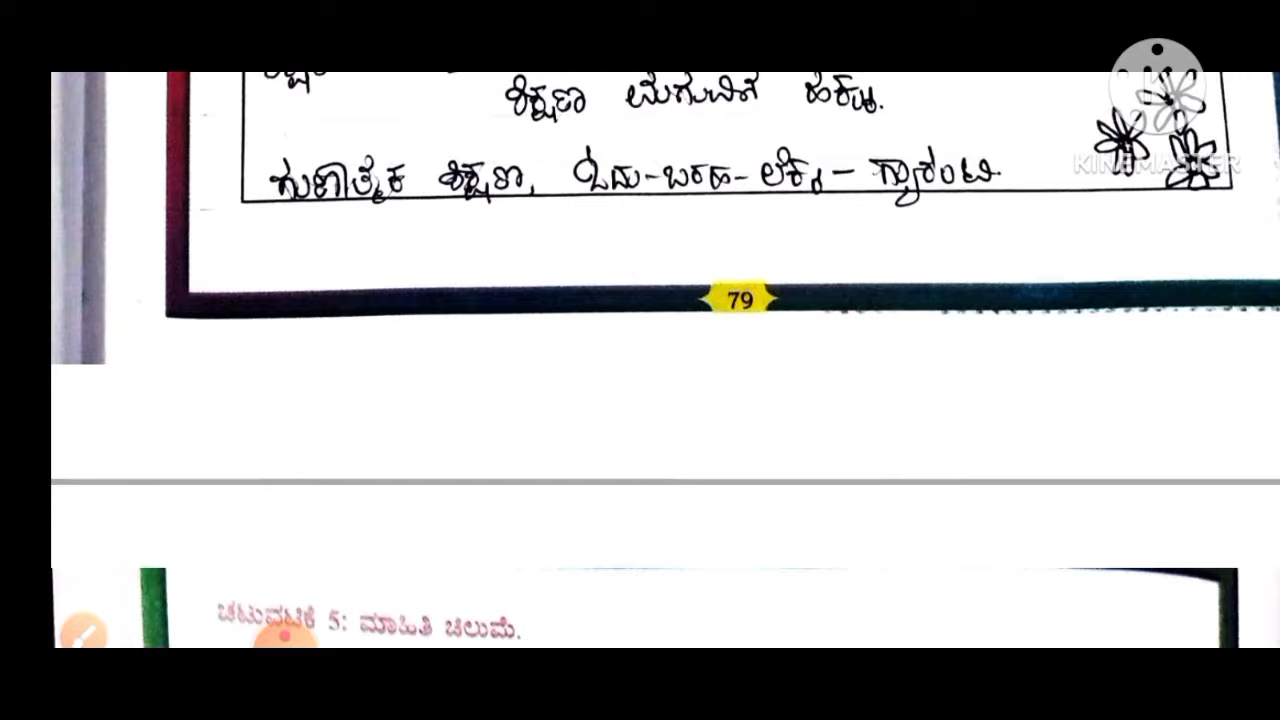 ಶಿಕ್ಷಣ ಮಗುವಿನ ಹಕ್ಕು.
ಗುಣಾತ್ಮಕ ಶಿಕ್ಷಣ, ಓದು-ಬರಹ-ಲೆಕ್ಕ - ಗ್ಯಾರಂಟಿ
KINEMASTER
79
ಚಟುವಟಿಕೆ 5: ಮಾಹಿತಿ ಚಿಲುಮೆ.